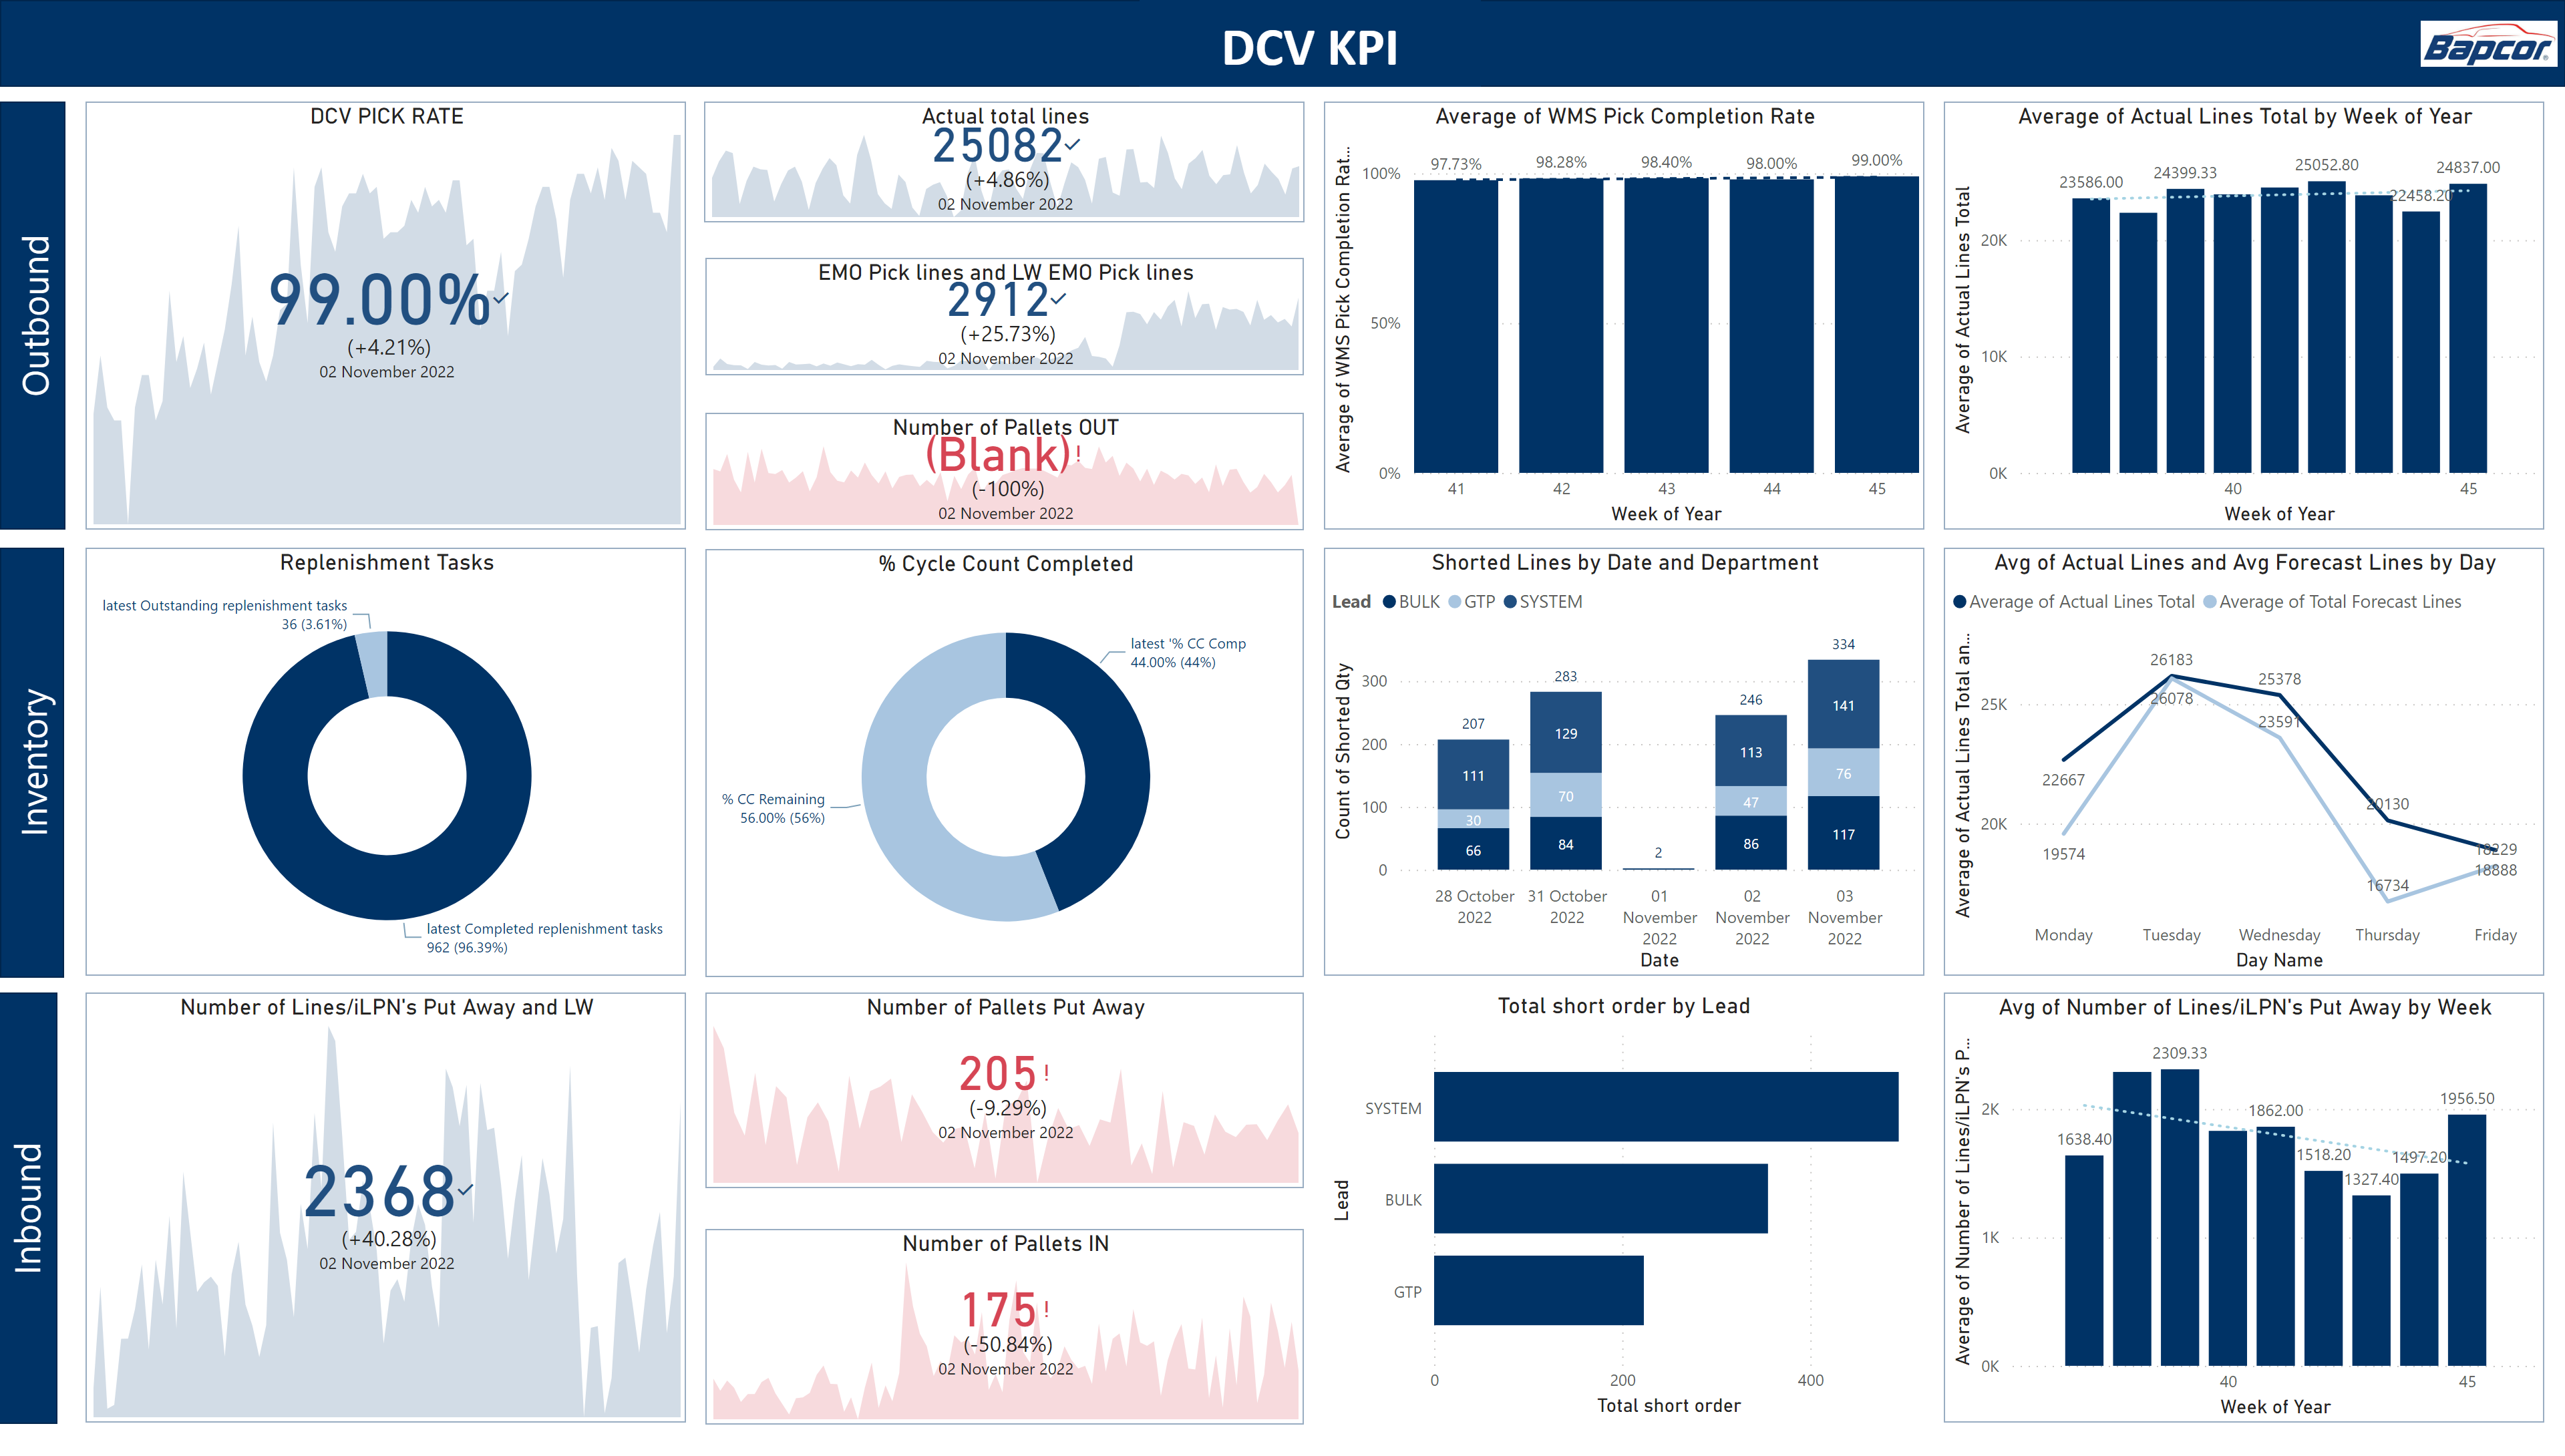 DCV KPI
Bapcor
Outbound
DCV PICK RATE
99.00%
(+4.21%)
02 November 2022
Actual total lines
25082
(+4.86%)
02 November 2022
EMO Pick lines and LW EMO Pick lines
2912
(+25.73%)
02 November 2022
Number of Pallets OUT
(Blank)!
(-100%)
02 November 2022
Average of WMS Pick Completion Rate
Average of WMS Pick Completion Rat...
97.73% 98.28% 98.40% 98.00% 99.00%
100%
50%
0%
41 42 43 44 45
Week of Year
Average of Actual Lines Total by Week of Year
Average of Actual Lines Total
23586.00 24399.33 25052.80 22458.20 24837.00
20K
10K
0K
40 45
Week of Year
Inventory
Replenishment Tasks
latest Outstanding replenishment tasks
36 (3.61%)
latest Completed replenishment tasks
962 (96.39%)
% Cycle Count Completed
latest '% CC Comp
44.00% (44%)
% CC Remaining
56.00% (56%)
Shorted Lines by Date and Department
Lead BULK GTP SYSTEM
Count of Shorted Qty
300
200
100
0
207 111 30 66
283 129 70 84
2
246 113 47 86
334 141 76 117
28 October 31 October 01 02 03
2022 2022 November November November
2022 2022 2022
Date
Avg of Actual Lines and Avg Forecast Lines by Day
Average of Actual Lines Total Average of Total Forecast Lines
Average of Actual Lines Total an...
25K
20K
22667 26183 25378 20130 18229
19574 26078 23591 16734 18888
Monday Tuesday Wednesday Thursday Friday
Day Name
Inbound
Number of Lines/iLPN's Put Away and LW
2368
(+40.28%)
02 November 2022
Number of Pallets Put Away
205!
(-9.29%)
02 November 2022
Number of Pallets IN
175!
(-50.84%)
02 November 2022
Total short order by Lead
Lead
SYSTEM
BULK
GTP
0 200 400
Total short order
Avg of Number of Lines/iLPN's Put Away by Week
Average of Number of Lines/iLPN's P...
2K
1K
0K
1638.40 2309.33 1862.00 1518.20 1327.40 1497.20 1956.50
40 45
Week of Year